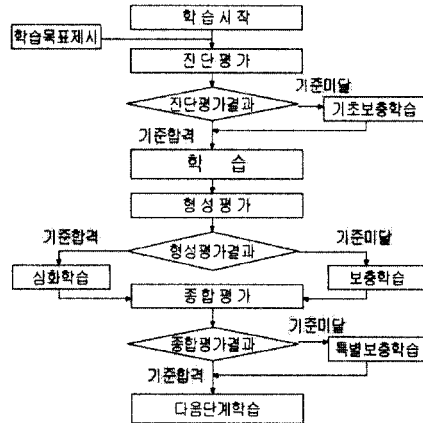 학 습 시 작
학습목표제시
진 단 평 가
기준미달
진단평가결과
기초보충학습
기준합격
학 습
형 성 평 가
기준합격
기준미달
형성평가결과
심화학습
보충학습
종 합 평 가
기준미달
종합평가결과
특별보충학습
기준합격
다음단계학습